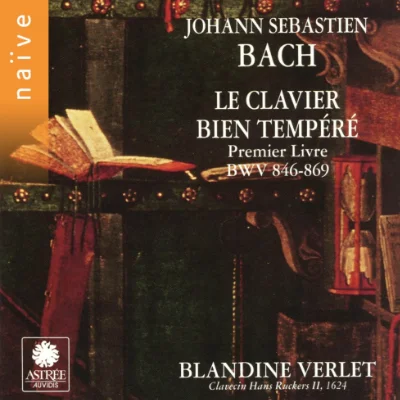 naïve
JOHANN SEBASTIEN
BACH
LE CLAVIER
BIEN TEMPÉRÉ
Premier Livre
BWV 846-869
ASTRÉE
AUVIDIS
BLANDINE VERLET
Clavecin Hans Ruckers II, 1624